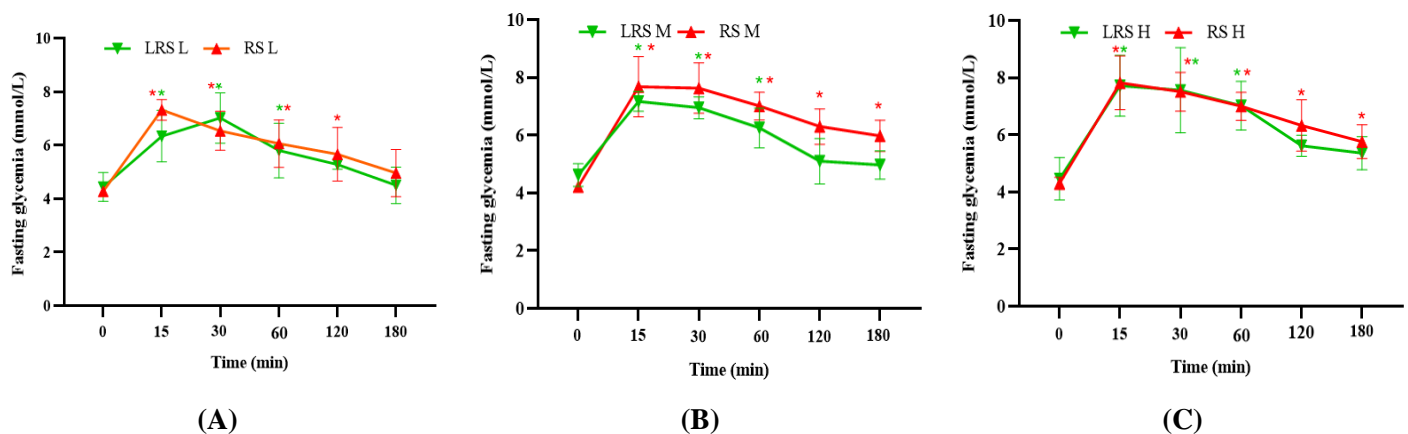 LRS L RS L
Fasting glycemia (mmol/L)
10
8
6
4
2
0
* * * * * * *
0 15 30 60 120 180
Time (min)
(A)
LRS M RS M
Fasting glycemia (mmol/L)
10
8
6
4
2
0
* * * * * * * *
0 15 30 60 120 180
Time (min)
(B)
LRS H RS H
Fasting glycemia (mmol/L)
10
8
6
4
2
0
* * * * * * * *
0 15 30 60 120 180
Time (min)
(C)